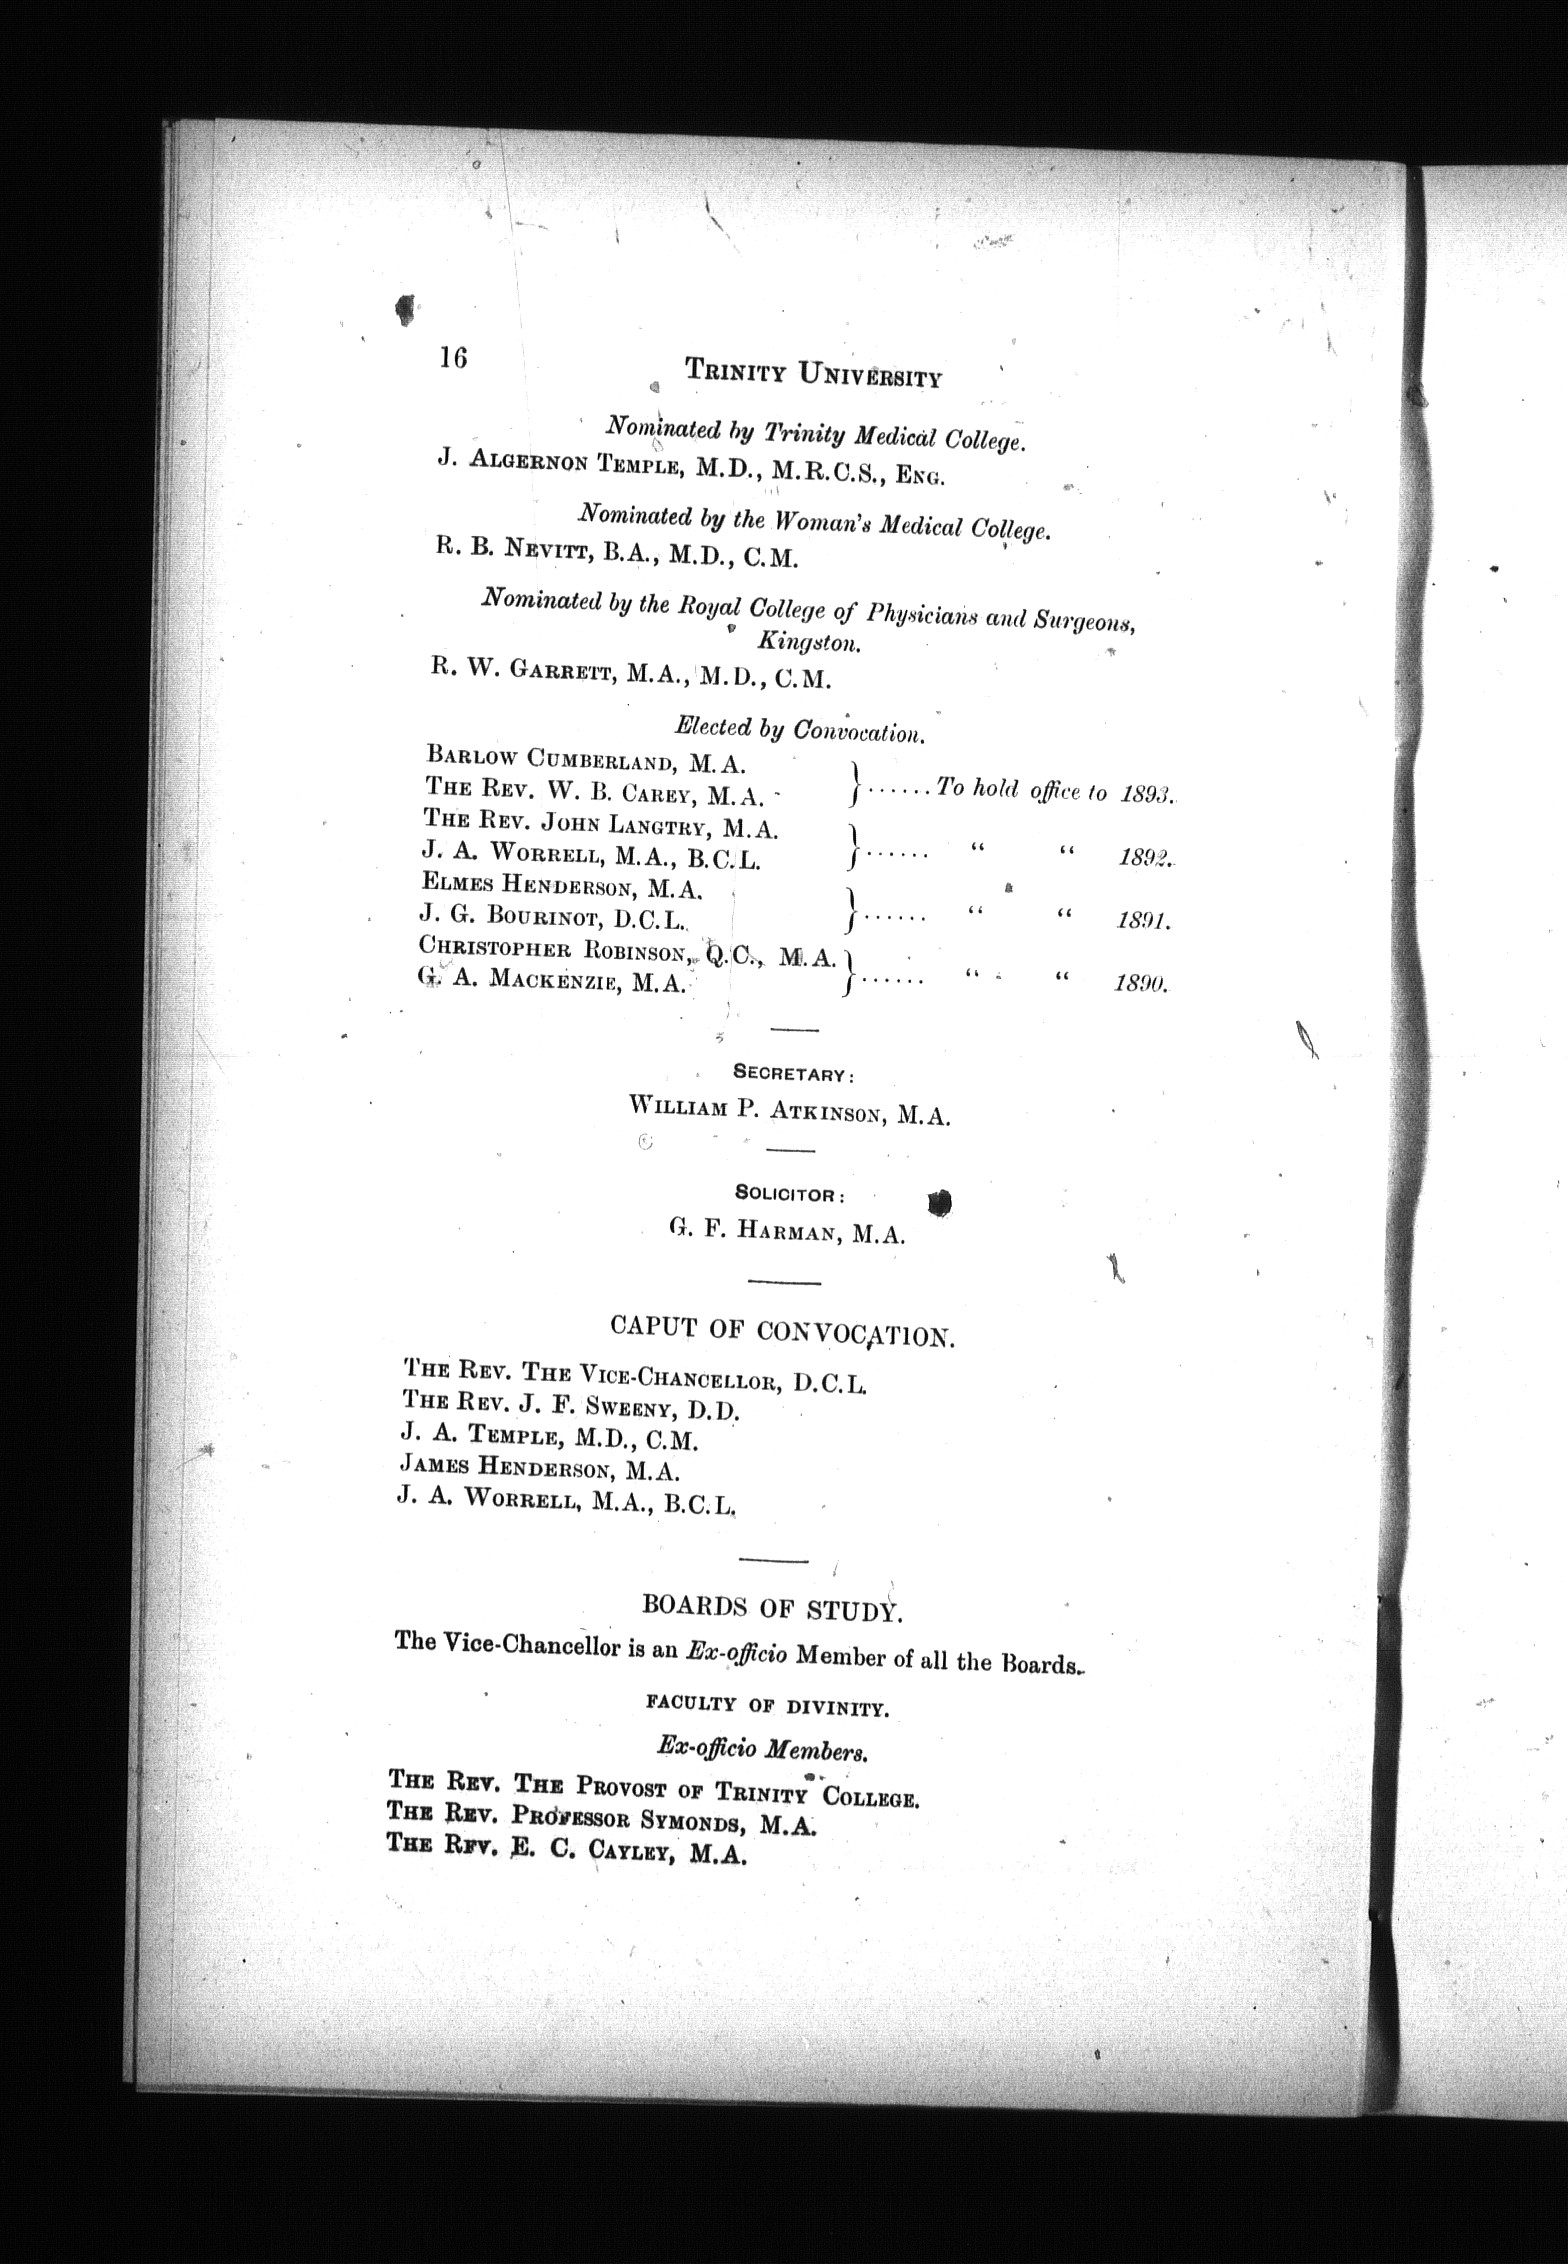 16
TRINITY UNIVERSITY
Nominated by Trinity Medical College.
J. ALGERNON TEMPLE, M.D., M.R.C.S., ENG.
Nominated by the Woman's Medical College.
R. B. NEVITT, B.A., M.D., C.M.
Nominated by the Royal College of Physicians and Surgeons,
Kingston.
R. W. GARRETT, M.A., M.D., C.M.
Elected by Convocation.
BARLOW CUMBERLAND, M.A.
THE REV. W. B. CAREY, M.A. } ...... To hold office to 1893.
THE REV. JOHN LANGTRY, M.A.
J. A. WORRELL, M.A., B.C.L. } ...... “ “ 1892.
ELMES HENDERSON, M.A.
J. G. BOURINOT, D.C.L. } ...... “ “ 1891.
CHRISTOPHER ROBINSON, Q.C., M.A.
G. A. MACKENZIE, M.A. } ...... “ “ 1890.
SECRETARY:
WILLIAM P. ATKINSON, M.A.
SOLICITOR:
G. F. HARMAN, M.A.
CAPUT OF CONVOCATION.
THE REV. THE VICE-CHANCELLOR, D.C.L.
THE REV. J. F. SWEENY, D.D.
J. A. TEMPLE, M.D., C.M.
JAMES HENDERSON, M.A.
J. A. WORRELL, M.A., B.C.L.
BOARDS OF STUDY.
The Vice-Chancellor is an Ex-officio Member of all the Boards.
FACULTY OF DIVINITY.
Ex-officio Members.
THE REV. THE PROVOST OF TRINITY COLLEGE.
THE REV. PROFESSOR SYMONDS, M.A.
THE REV. E. C. CAYLEY, M.A.